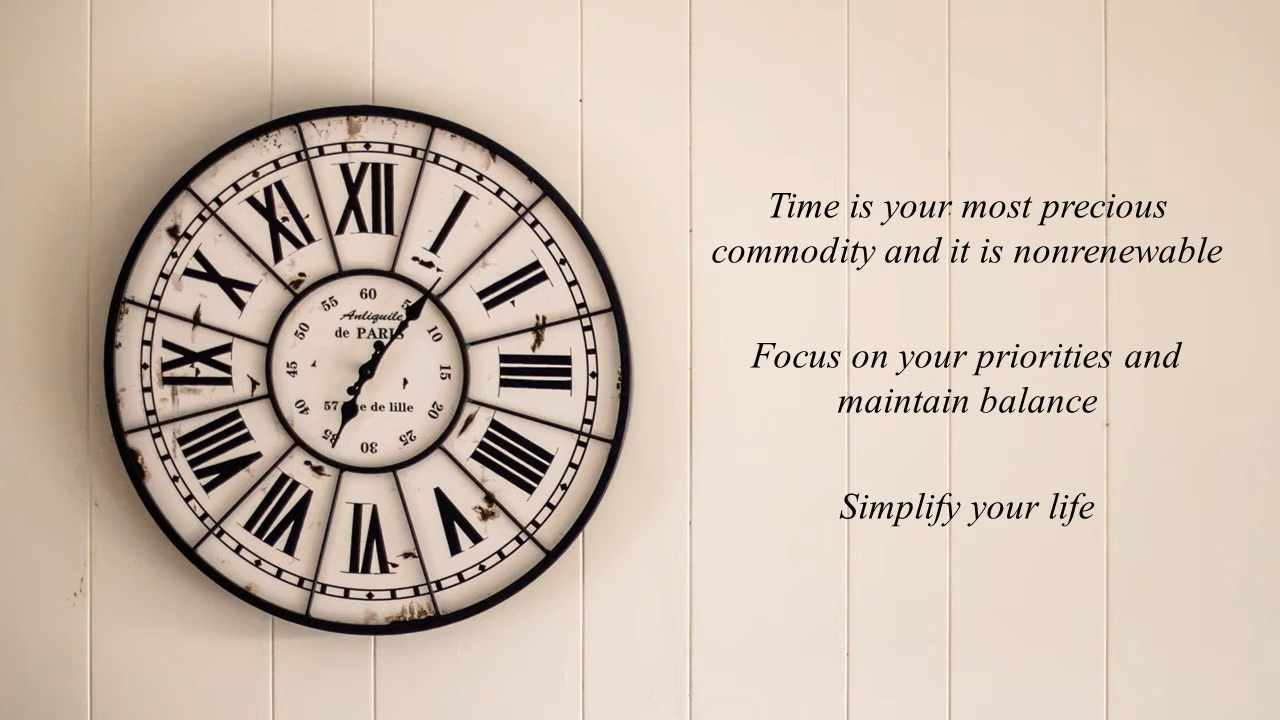 XII
I
II
III
IIII
V
VI
VII
VIII
IX
X
XI
60
5
10
15
20
25
30
35
40
45
50
55
Antiquite
de PARIS
57 de lille
Time is your most precious
commodity and it is nonrenewable
Focus on your priorities and
maintain balance
Simplify your life